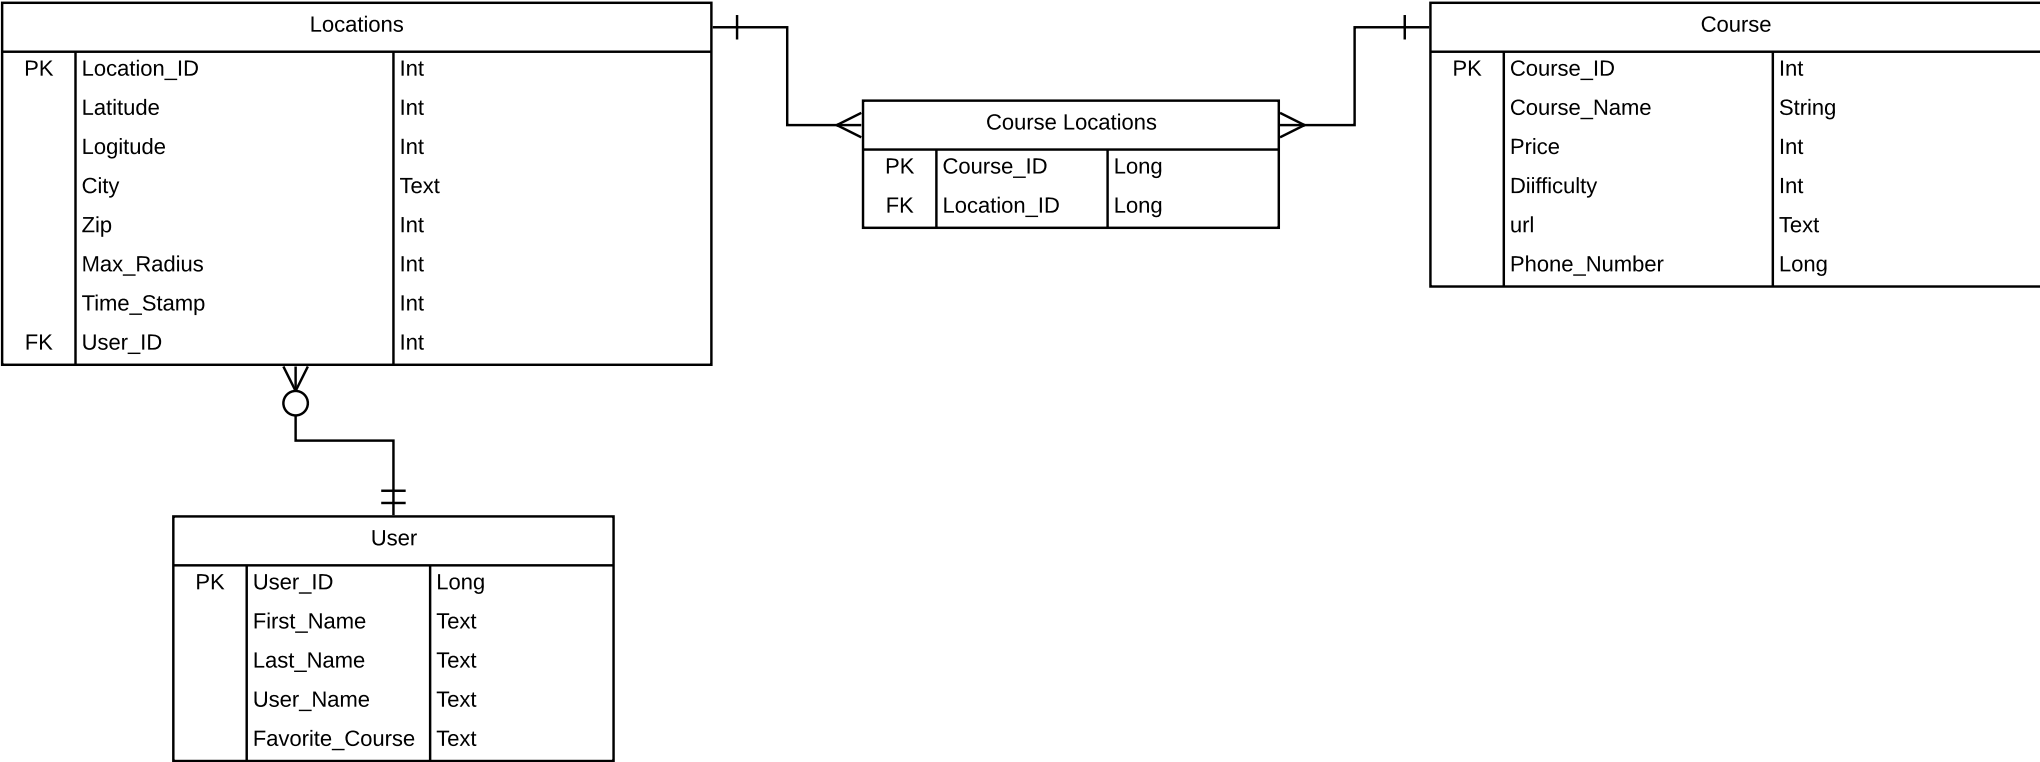 Locations
PK Location_ID Int
Latitude Int
Logitude Int
City Text
Zip Int
Max_Radius Int
Time_Stamp Int
FK User_ID Int
Course Locations
PK Course_ID Long
FK Location_ID Long
Course
PK Course_ID Int
Course_Name String
Price Int
Diifficulty Int
url Text
Phone_Number Long
User
PK User_ID Long
First_Name Text
Last_Name Text
User_Name Text
Favorite_Course Text